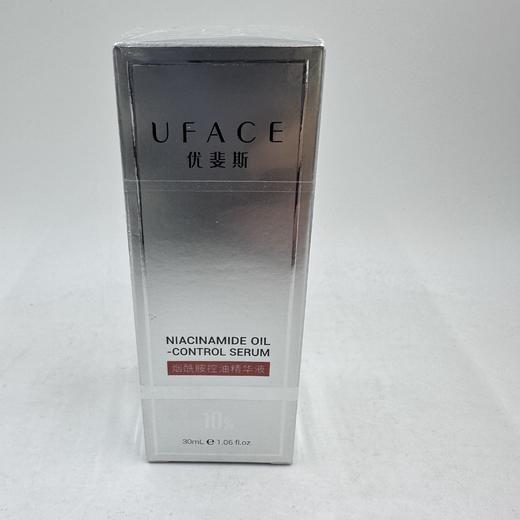 UFACE
优斐斯
NIACINAMIDE OIL
-CONTROL SERUM
烟酰胺控油精华液
10%
30mL ℮ 1.06 fl.oz.